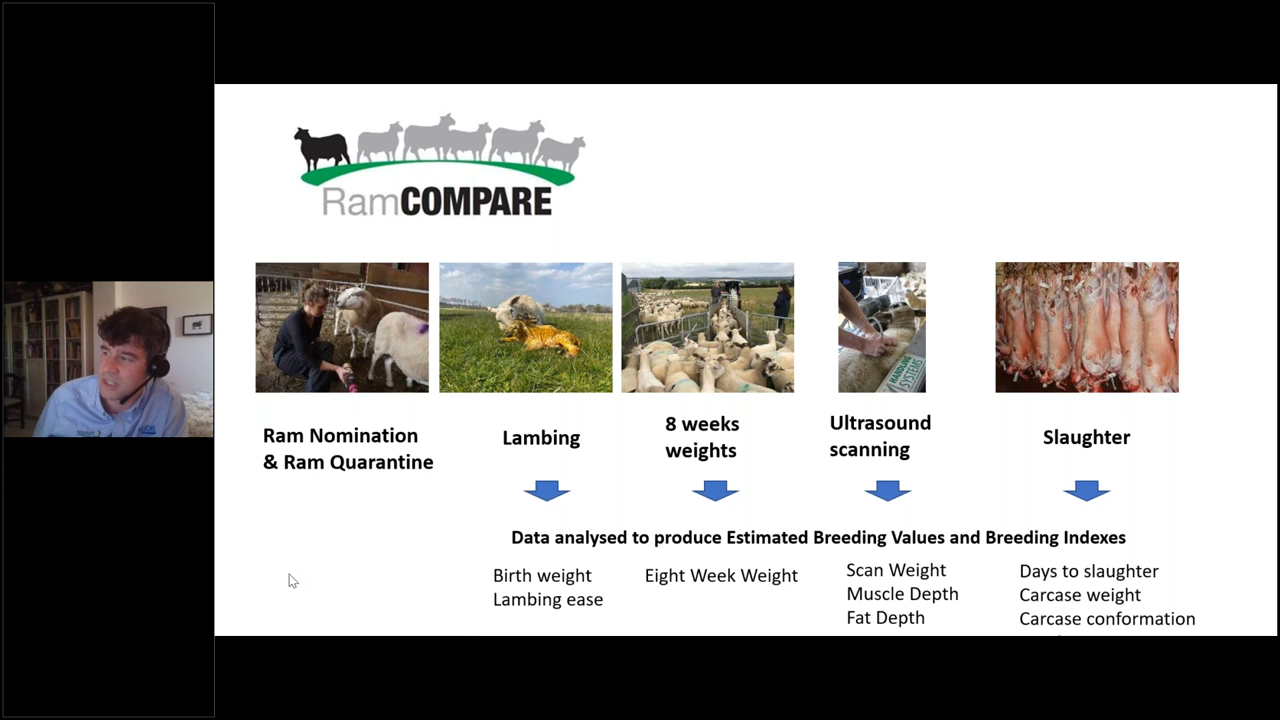 RamCOMPARE
HANDLING
SYSTEMS
Ram Nomination
& Ram Quarantine
Lambing
8 weeks
weights
Ultrasound
scanning
Slaughter
Data analysed to produce Estimated Breeding Values and Breeding Indexes
Birth weight
Lambing ease
Eight Week Weight
Scan Weight
Muscle Depth
Fat Depth
Days to slaughter
Carcase weight
Carcase conformation